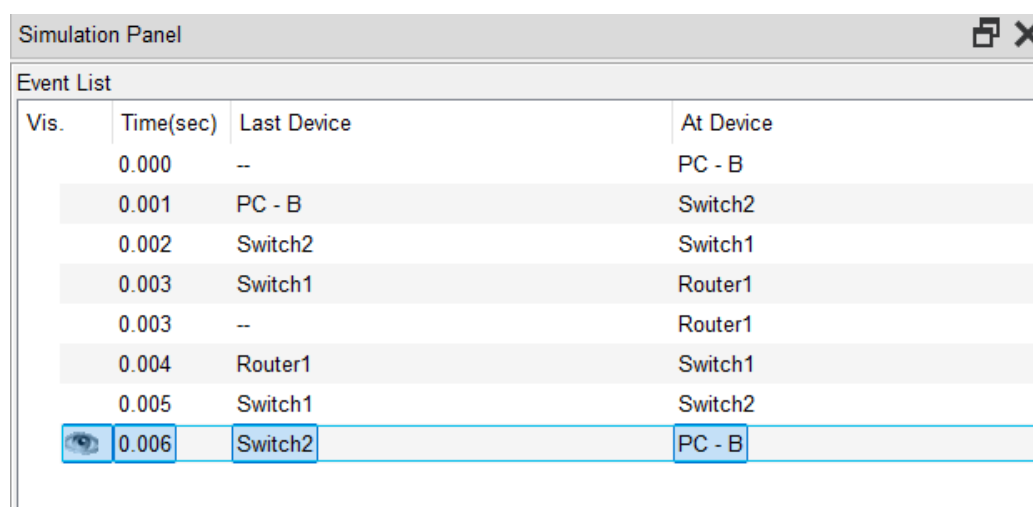 Simulation Panel
Event List
Vis. Time(sec) Last Device At Device
0.000 -- PC - B
0.001 PC - B Switch2
0.002 Switch2 Switch1
0.003 Switch1 Router1
0.003 -- Router1
0.004 Router1 Switch1
0.005 Switch1 Switch2
0.006 Switch2 PC - B